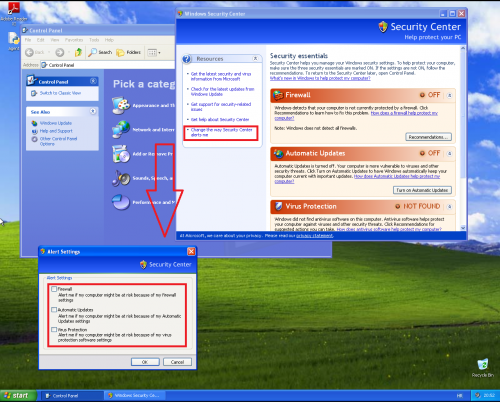 Adobe Reader
Control Panel
File Edit View Favorites Tools Help
Back
Search
Folders
Address
Control Panel
Control Panel
Switch to Classic View
See Also
Windows Update
Help and Support
Other Control Panel
Options
Pick a categ
Appearance and Th
Network and Intern
Add or Remove Pr
Sounds, Speech, a
Performance and M
Windows Security Center
Security Center
Help protect your PC
Resources
Get the latest security and virus
information from Microsoft
Check for the latest updates from
Windows Update
Get support for security-related
issues
Get help about Security Center
Change the way Security Center
alerts me
Security essentials
Security Center helps you manage your Windows security settings. To help protect your computer,
make sure the three security essentials are marked ON. If the settings are not ON, follow the
recommendations. To return to the Security Center later, open Control Panel.
What's new in Windows to help protect my computer?
Firewall
OFF
Windows detects that your computer is not currently protected by a firewall. Click
Recommendations to learn how to fix this problem. How does a firewall help protect my
computer?
Note: Windows does not detect all firewalls.
Recommendations...
Automatic Updates
OFF
Automatic Updates is turned off. Your computer is more vulnerable to viruses and other
security threats. Click Turn on Automatic Updates to have Windows automatically keep your
computer current with important updates. How does Automatic Updates help protect my
computer?
Turn on Automatic Updates
Virus Protection
NOT FOUND
Windows did not find antivirus software on this computer. Antivirus software helps protect
your computer against viruses and other security threats. Click Recommendations for
suggested actions you can take. How does antivirus software help protect my
At Microsoft, we care about your privacy. Please read our privacy statement.
Alert Settings
Security Center
Alert Settings
Firewall
Alert me if my computer might be at risk because of my firewall
settings
Automatic Updates
Alert me if my computer might be at risk because of my Automatic
Updates settings
Virus Protection
Alert me if my computer might be at risk because of my virus
protection software settings
OK
Cancel
Recycle Bin
start
Control Panel
Windows Security Ce...
HR
20:02